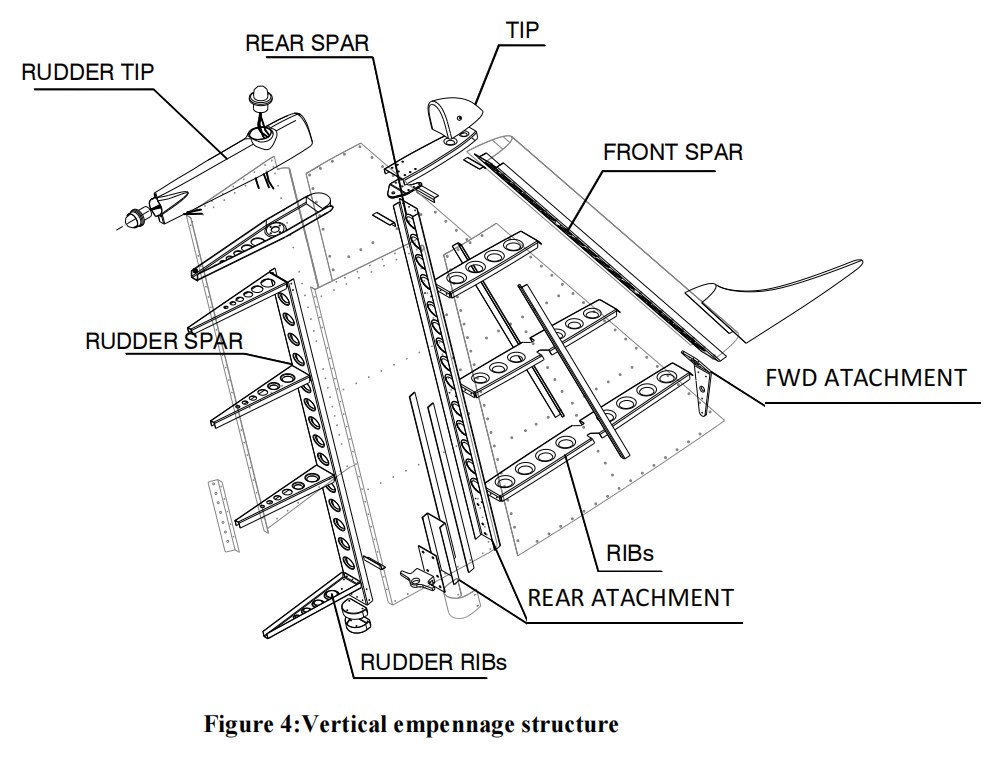 TIP
REAR SPAR
RUDDER TIP
FRONT SPAR
RUDDER SPAR
FWD ATACHMENT
RIBs
REAR ATACHMENT
RUDDER RIBs
Figure 4:Vertical empennage structure